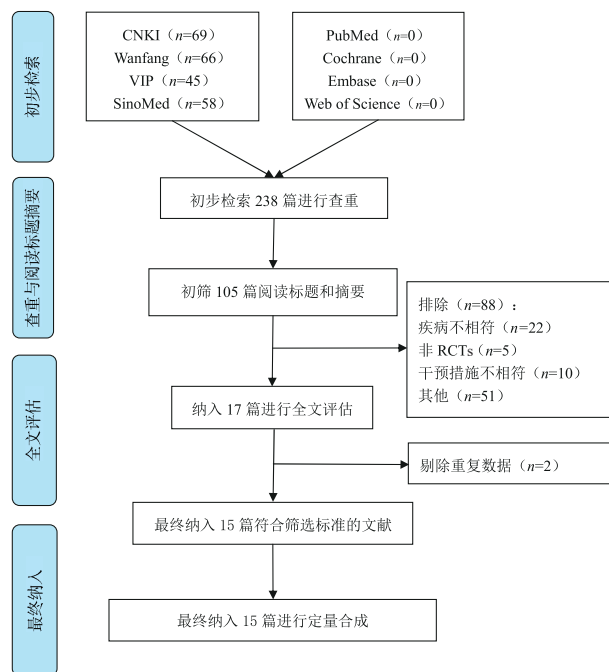 初步检索
CNKI（n=69）
Wanfang（n=66）
VIP（n=45）
SinoMed（n=58）
PubMed（n=0）
Cochrane（n=0）
Embase（n=0）
Web of Science（n=0）
初步检索 238 篇进行查重
查重与阅读标题摘要
初筛 105 篇阅读标题和摘要
排除（n=88）：
疾病不相符（n=22）
非 RCTs（n=5）
干预措施不相符（n=10）
其他（n=51）
全文评估
纳入 17 篇进行全文评估
剔除重复数据（n=2）
最终纳入 15 篇符合筛选标准的文献
最终纳入
最终纳入 15 篇进行定量合成